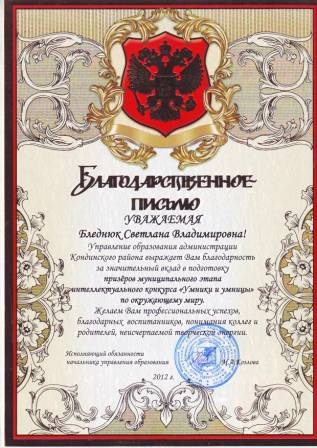 Благодарственное
письмо
УВАЖАЕМАЯ
Бледнюк Светлана Владимировна!
Управление образования администрации
Кондинского района выражает Вам благодарность
за значительный вклад в подготовку
призёров муниципального этапа
интеллектуального конкурса «Умники и умницы»
по окружающему миру.
Желаем Вам профессиональных успехов,
благодарных воспитанников, понимания коллег и
родителей, неисчерпаемой творческой энергии.
Исполняющий обязанности
начальника управления образования
Козлова
2012 г.